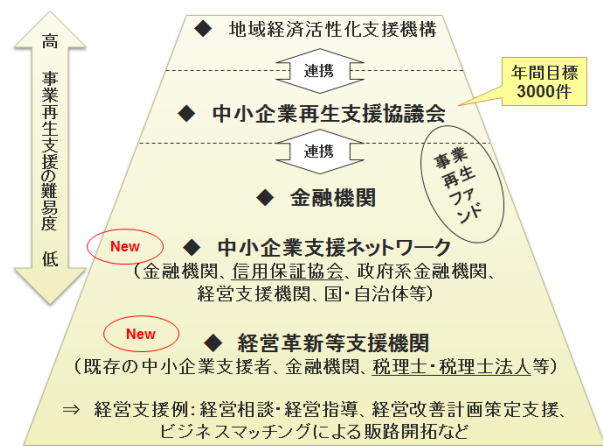 高 事業再生支援の難易度 低
◆ 地域経済活性化支援機構
連携
◆ 中小企業再生支援協議会
年間目標
3000件
連携
事業
再生
ファ
ンド
◆ 金融機関
New
◆ 中小企業支援ネットワーク
(金融機関、信用保証協会、政府系金融機関、
経営支援機関、国・自治体等)
New
◆ 経営革新等支援機関
(既存の中小企業支援者、金融機関、税理士・税理士法人等)
⇒ 経営支援例:経営相談・経営指導、経営改善計画策定支援、
ビジネスマッチングによる販路開拓など